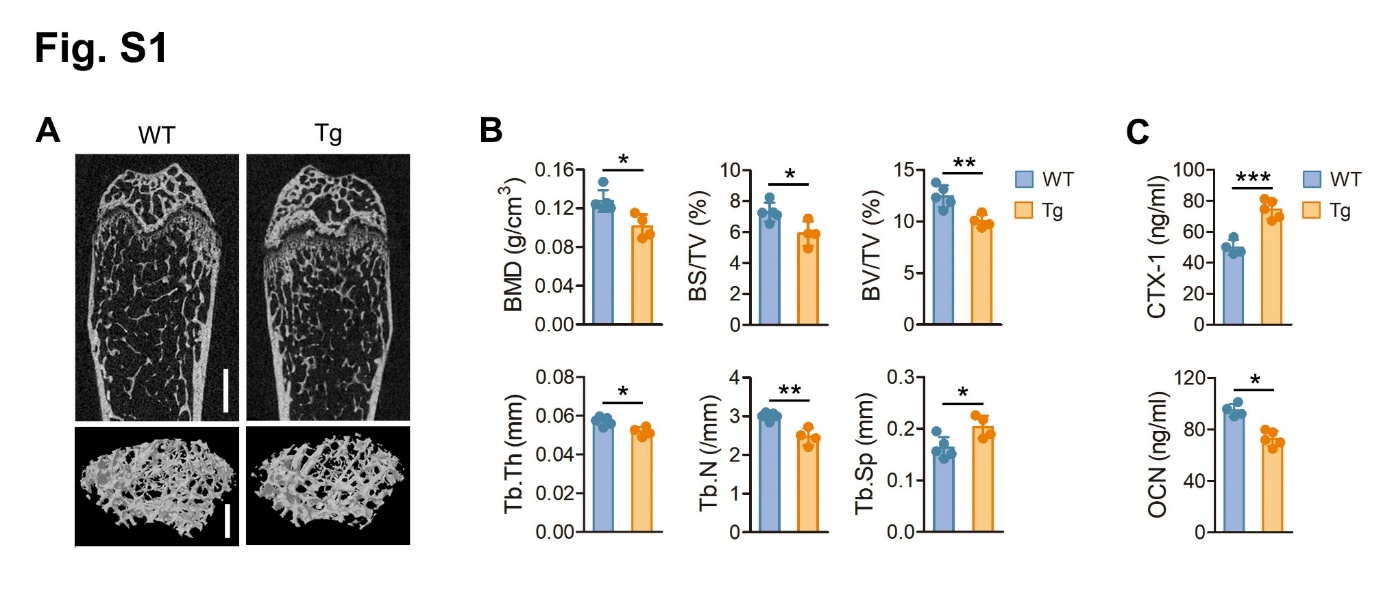 Fig. S1
A
WT
Tg
B
BMD (g/cm3)
0.16
0.12
0.08
0.04
0.00
*
BS/TV (%)
10
8
6
4
2
0
*
BV/TV (%)
15
10
5
0
**
WT
Tg
Tb.Th (mm)
0.08
0.06
0.04
0.02
0.00
*
Tb.N (/mm)
4
3
2
1
0
**
Tb.Sp (mm)
0.3
0.2
0.1
0.0
*
C
CTX-1 (ng/ml)
100
80
60
40
20
0
***
WT
Tg
OCN (ng/ml)
120
80
40
0
*